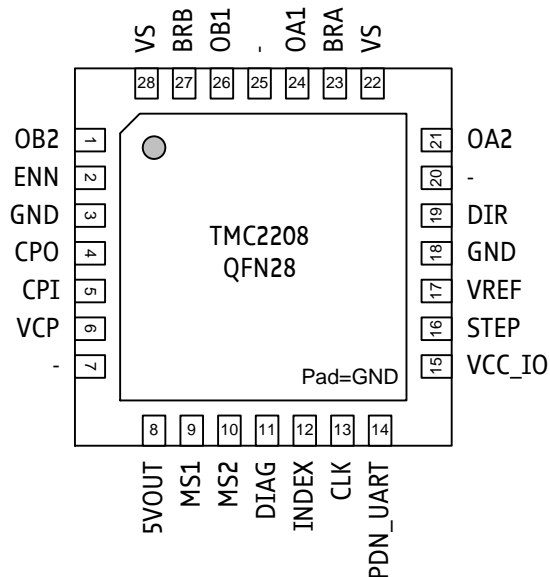 VS BRB OB1 - OA1 BRA VS
28 27 26 25 24 23 22
OB2 1
ENN 2
GND 3
CPO 4
CPI 5
VCP 6
- 7
TMC2208
QFN28
Pad=GND
21 OA2
20 -
19 DIR
18 GND
17 VREF
16 STEP
15 VCC_IO
8 9 10 11 12 13 14
5VOUT MS1 MS2 DIAG INDEX CLK PDN_UART